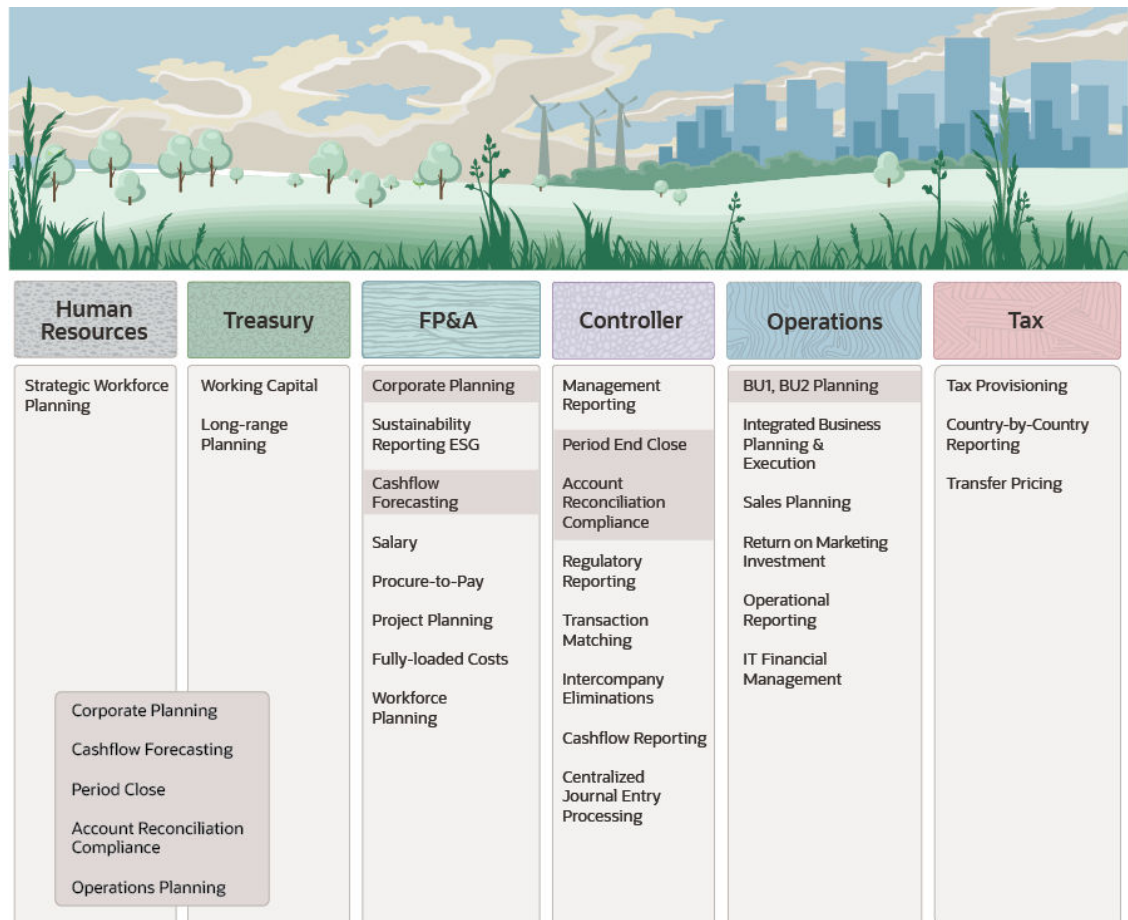 Human
Resources
Treasury
FP&A
Controller
Operations
Tax
Strategic Workforce
Planning
Working Capital
Long-range
Planning
Corporate Planning
Sustainability
Reporting ESG
Cashflow
Forecasting
Salary
Procure-to-Pay
Project Planning
Fully-loaded Costs
Workforce
Planning
Management
Reporting
Period End Close
Account
Reconciliation
Compliance
Regulatory
Reporting
Transaction
Matching
Intercompany
Eliminations
Cashflow Reporting
Centralized
Journal Entry
Processing
BU1, BU2 Planning
Integrated Business
Planning &
Execution
Sales Planning
Return on Marketing
Investment
Operational
Reporting
IT Financial
Management
Tax Provisioning
Country-by-Country
Reporting
Transfer Pricing
Corporate Planning
Cashflow Forecasting
Period Close
Account Reconciliation
Compliance
Operations Planning